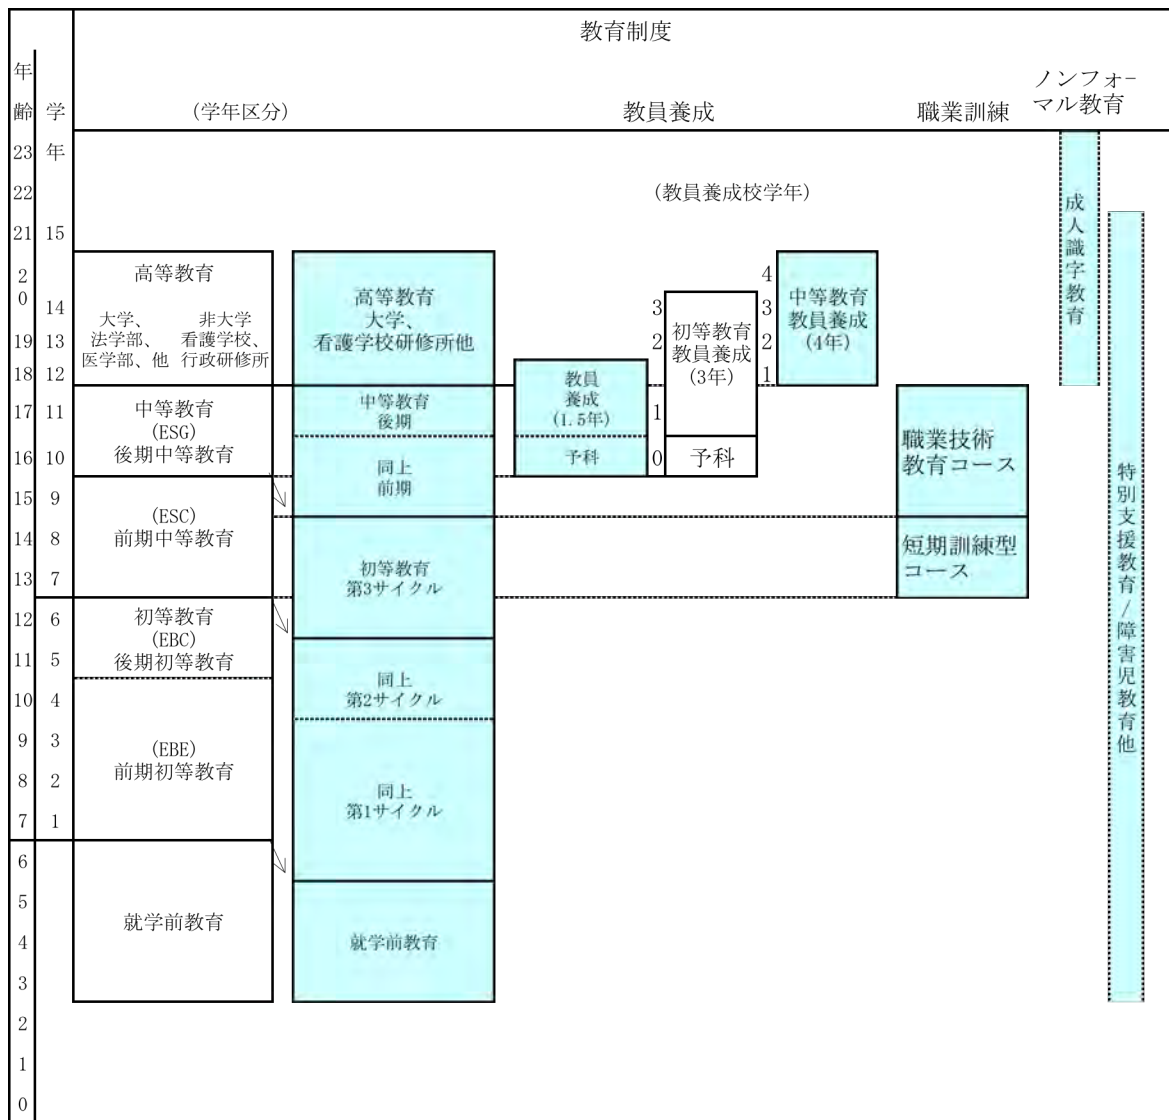 教育制度
年
齢
学
年
(学年区分)
教員養成
職業訓練
ノンフォー
マル教育
(教員養成校学年)
23
22
21
20
19
18
17
16
15
14
13
12
11
10
9
8
7
6
5
4
3
2
1
0
15
14
13
12
11
10
9
8
7
6
5
4
3
2
1
高等教育
大学、
法学部、
医学部、他
非大学
看護学校、
行政研修所
中等教育
(ESG)
後期中等教育
(ESC)
前期中等教育
初等教育
(EBC)
後期初等教育
(EBE)
前期初等教育
就学前教育
高等教育
大学、
看護学校研修所他
中等教育
後期
同上
前期
初等教育
第3サイクル
同上
第2サイクル
同上
第1サイクル
就学前教育
教員
養成
(1.5年)
予科
3
2
1
0
初等教育
教員養成
(3年)
予科
4
3
2
1
中等教育
教員養成
(4年)
職業技術
教育コース
短期訓練型
コース
成人識字教育
特別支援教育/障害児教育他